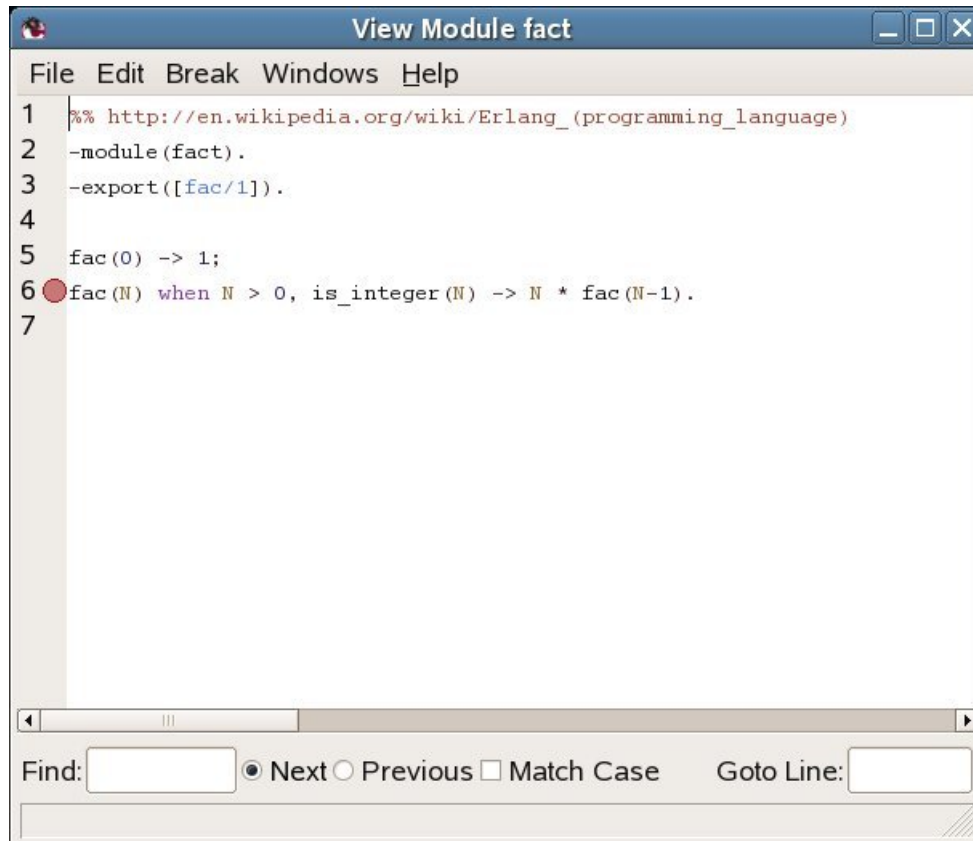 View Module fact
File Edit Break Windows Help
1 %% http://en.wikipedia.org/wiki/Erlang_(programming_language)
2 -module(fact).
3 -export([fac/1]).
4
5 fac(0) -> 1;
6 fac(N) when N > 0, is_integer(N) -> N * fac(N-1).
7
Find: Next Previous Match Case Goto Line: